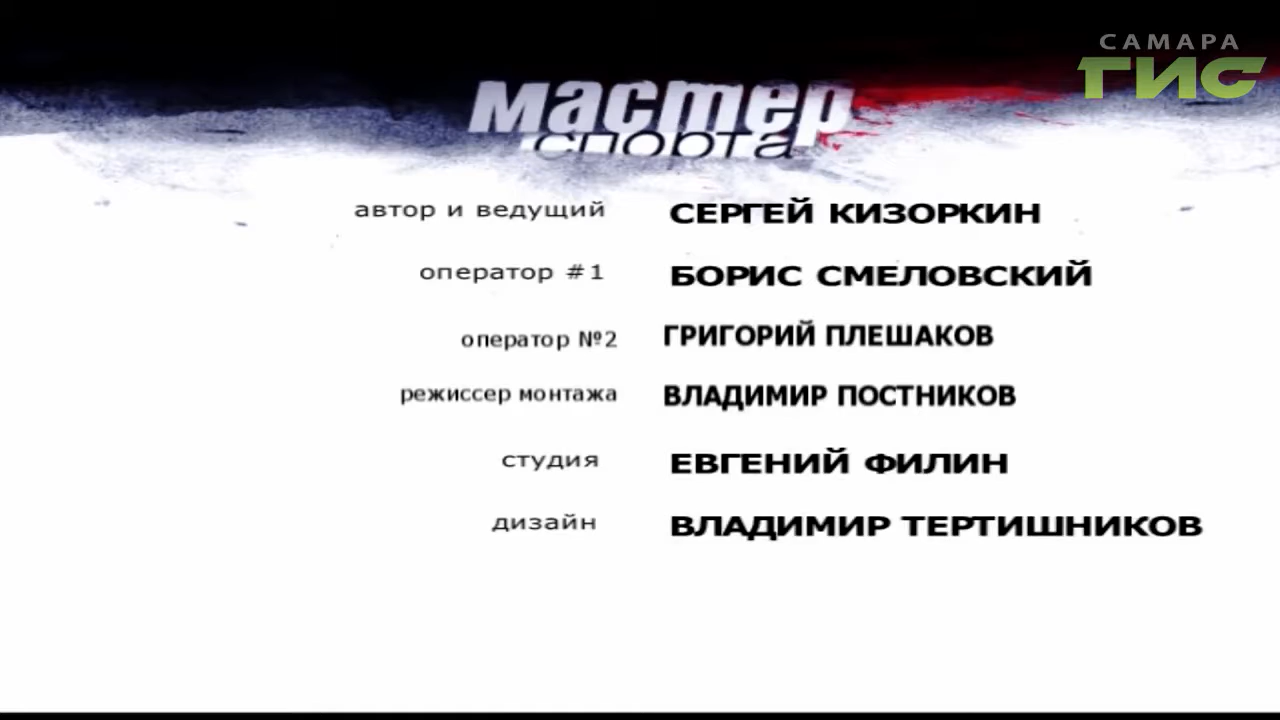 САМАРА
ГИС
мастер
спорта
автор и ведущий СЕРГЕЙ КИЗОРКИН
оператор #1 БОРИС СМЕЛОВСКИЙ
оператор №2 ГРИГОРИЙ ПЛЕШАКОВ
режиссер монтажа ВЛАДИМИР ПОСТНИКОВ
студия ЕВГЕНИЙ ФИЛИН
дизайн ВЛАДИМИР ТЕРТИШНИКОВ